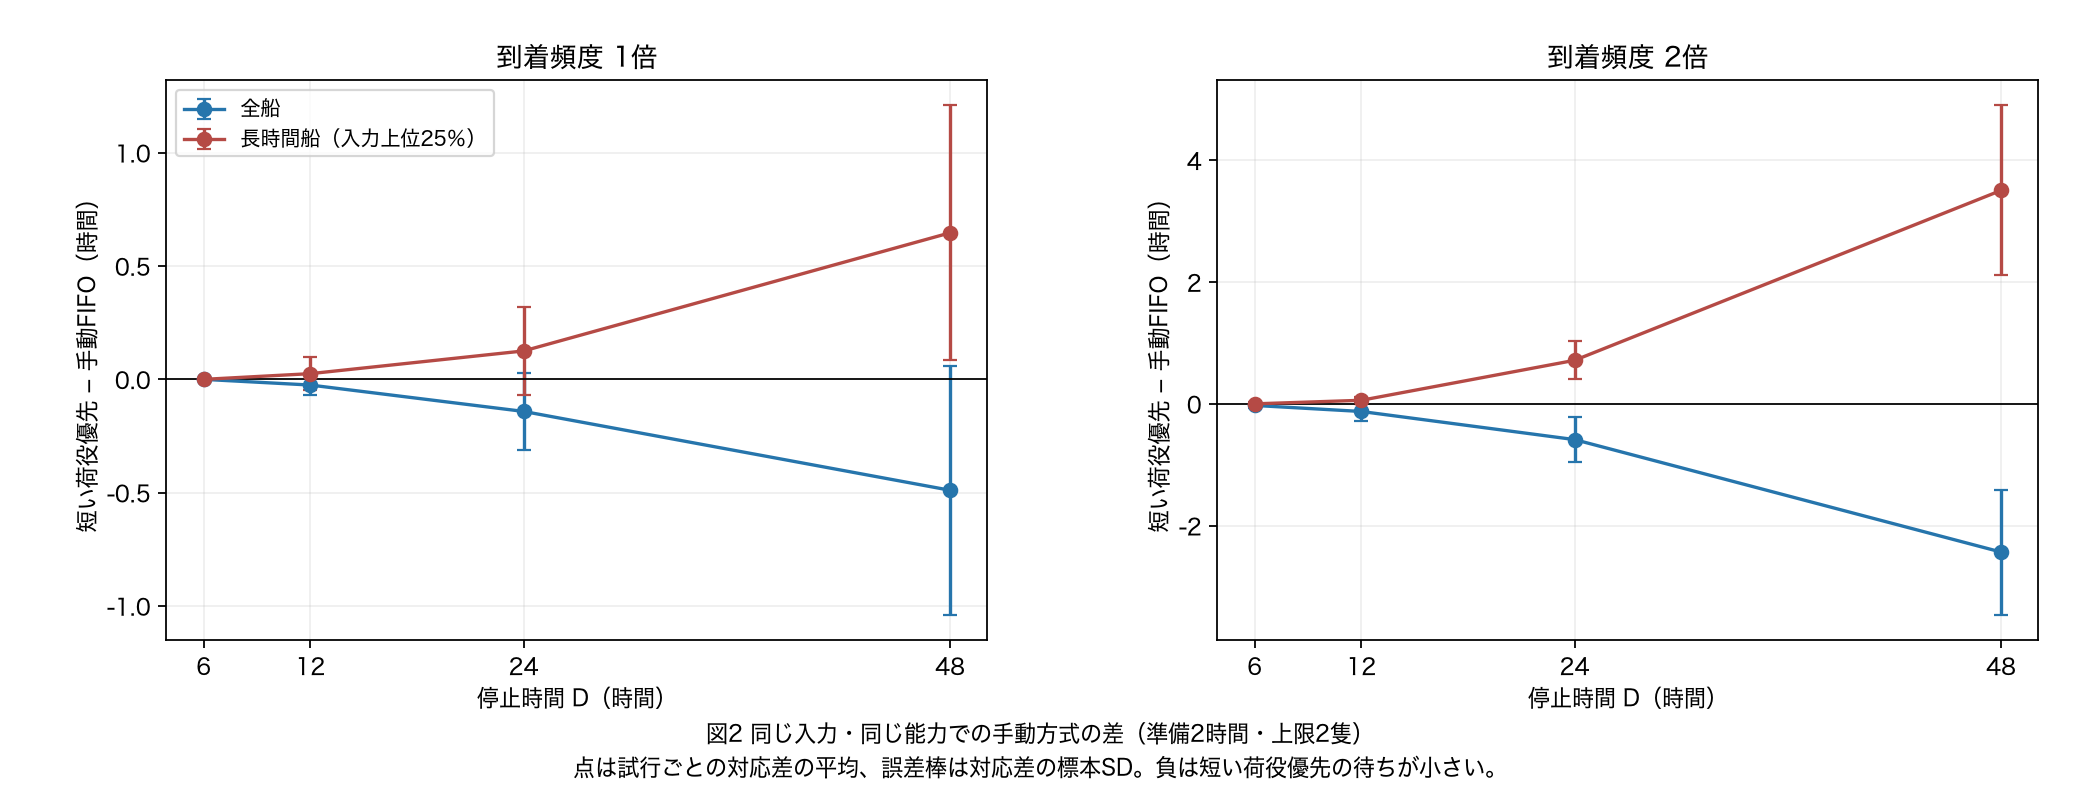 到着頻度 1倍
全船
長時間船（入力上位25%）
1.0
0.5
0.0
-0.5
-1.0
短い荷役優先 − 手動FIFO（時間）
6
12
24
48
停止時間 D（時間）
到着頻度 2倍
4
2
0
-2
短い荷役優先 − 手動FIFO（時間）
6
12
24
48
停止時間 D（時間）
図2 同じ入力・同じ能力での手動方式の差（準備2時間・上限2隻）
点は試行ごとの対応差の平均、誤差棒は対応差の標本SD。負は短い荷役優先の待ちが小さい。